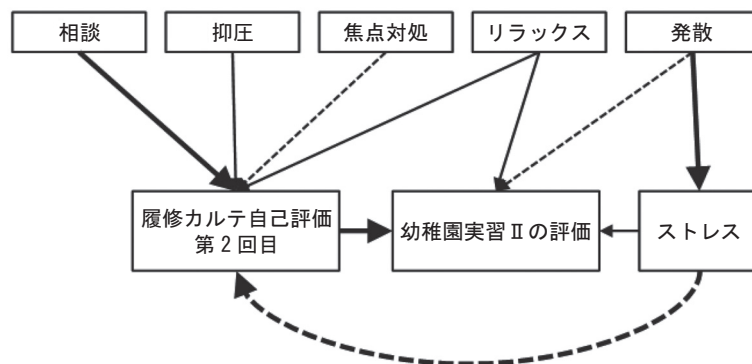 相談
抑圧
焦点対処
リラックス
発散
履修カルテ自己評価
第2回目
幼稚園実習Ⅱの評価
ストレス